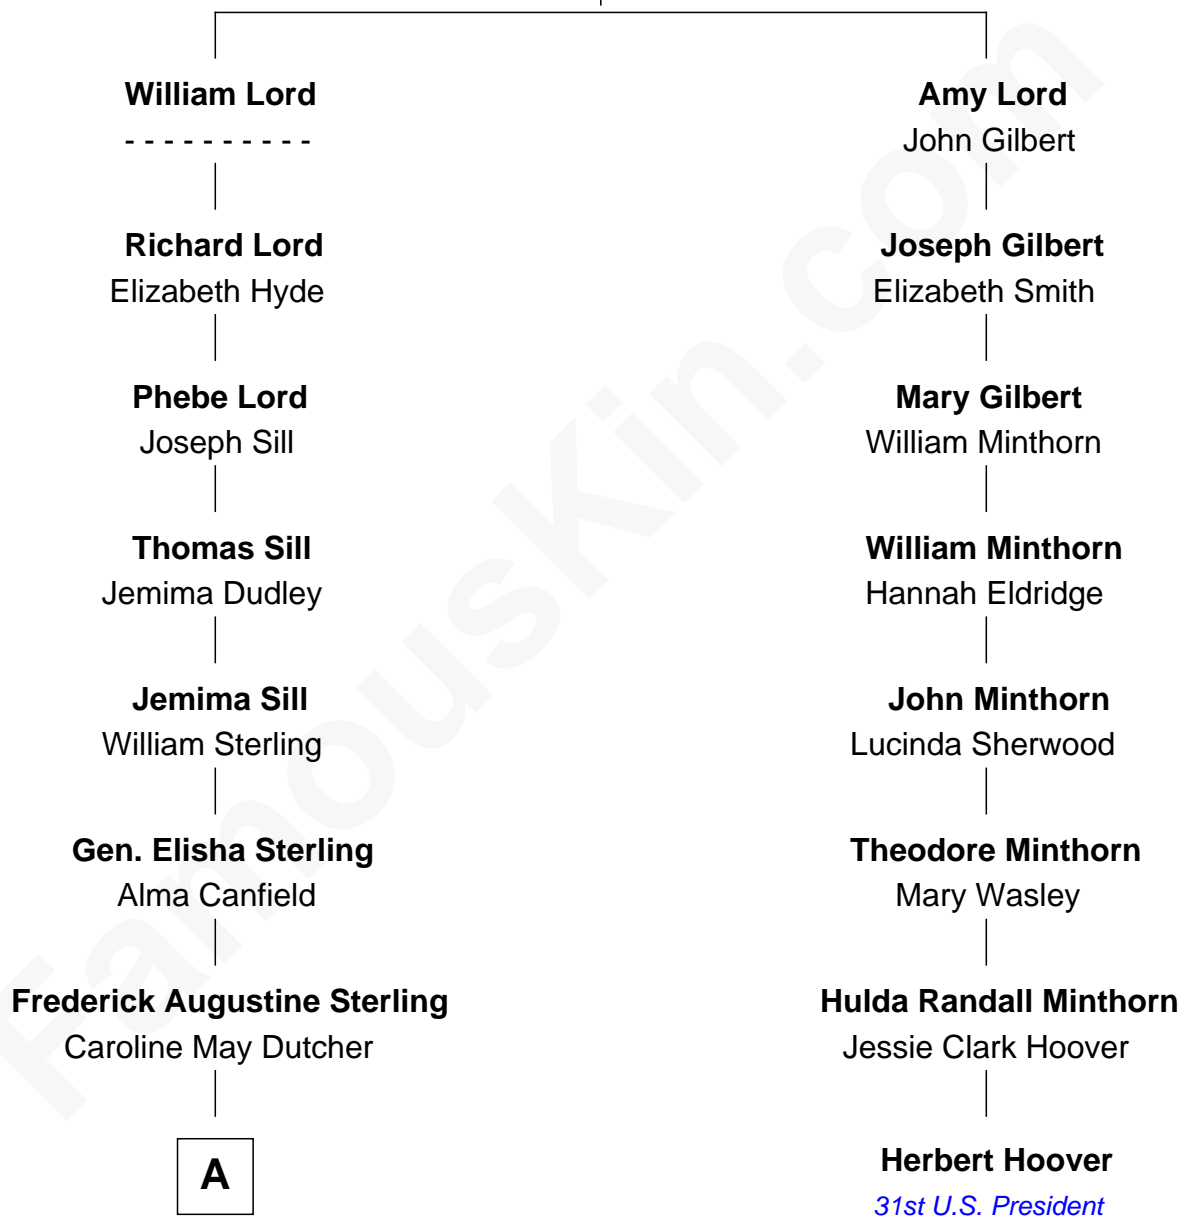 William Lord
- - - - - - - - - -
Richard Lord
Elizabeth Hyde
Phebe Lord
Joseph Sill
Thomas Sill
Jemima Dudley
Jemima Sill
William Sterling
Gen. Elisha Sterling
Alma Canfield
Frederick Augustine Sterling
Caroline May Dutcher
A
Amy Lord
John Gilbert
Joseph Gilbert
Elizabeth Smith
Mary Gilbert
William Minthorn
William Minthorn
Hannah Eldridge
John Minthorn
Lucinda Sherwood
Theodore Minthorn
Mary Wasley
Hulda Randall Minthorn
Jessie Clark Hoover
Herbert Hoover
31st U.S. President
FamousKin.com